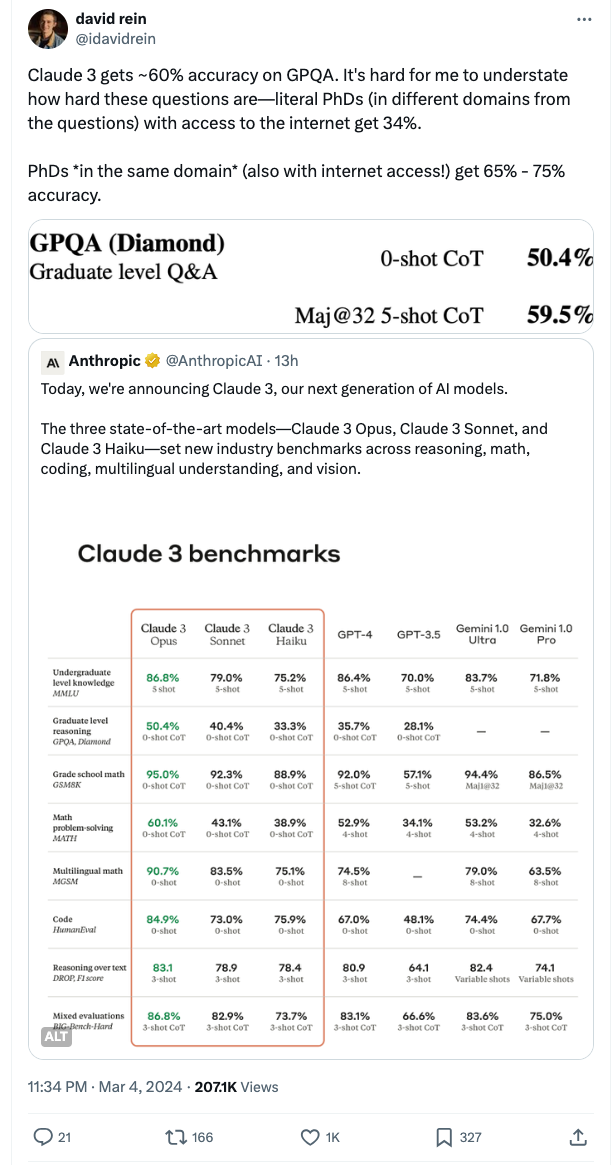 david rein
@idavidrein
Claude 3 gets ~60% accuracy on GPQA. It's hard for me to understate
how hard these questions are—literal PhDs (in different domains from
the questions) with access to the internet get 34%.
PhDs *in the same domain* (also with internet access!) get 65% - 75%
accuracy.
GPQA (Diamond)
Graduate level Q&A
0-shot CoT 50.4%
Maj@32 5-shot CoT 59.5%
A\ Anthropic @AnthropicAI · 13h
Today, we're announcing Claude 3, our next generation of AI models.
The three state-of-the-art models—Claude 3 Opus, Claude 3 Sonnet, and
Claude 3 Haiku—set new industry benchmarks across reasoning, math,
coding, multilingual understanding, and vision.
Claude 3 benchmarks
Claude 3 Claude 3 Claude 3 Gemini 1.0 Gemini 1.0
Opus Sonnet Haiku GPT-4 GPT-3.5 Ultra Pro
Undergraduate
level knowledge 86.8% 79.0% 75.2% 86.4% 70.0% 83.7% 71.8%
MMLU 5 shot 5-shot 5-shot 5-shot 5-shot 5-shot 5-shot
Graduate level
reasoning 50.4% 40.4% 33.3% 35.7% 28.1% — —
GPQA, Diamond 0-shot CoT 0-shot CoT 0-shot CoT 0-shot CoT 0-shot CoT
Grade school math 95.0% 92.3% 88.9% 92.0% 57.1% 94.4% 86.5%
GSM8K 0-shot CoT 0-shot CoT 0-shot CoT 5-shot CoT 5-shot Maj1@32 Maj1@32
Math
problem-solving 60.1% 43.1% 38.9% 52.9% 34.1% 53.2% 32.6%
MATH 0-shot CoT 0-shot CoT 0-shot CoT 4-shot 4-shot 4-shot 4-shot
Multilingual math 90.7% 83.5% 75.1% 74.5% — 79.0% 63.5%
MGSM 0-shot 0-shot 0-shot 8-shot 8-shot 8-shot
Code 84.9% 73.0% 75.9% 67.0% 48.1% 74.4% 67.7%
HumanEval 0-shot 0-shot 0-shot 0-shot 0-shot 0-shot 0-shot
Reasoning over text 83.1 78.9 78.4 80.9 64.1 82.4 74.1
DROP, F1 score 3-shot 3-shot 3-shot 3-shot 3-shot Variable shots Variable shots
Mixed evaluations 86.8% 82.9% 73.7% 83.1% 66.6% 83.6% 75.0%
BIG-Bench-Hard 3-shot CoT 3-shot CoT 3-shot CoT 3-shot CoT 3-shot CoT 3-shot CoT 3-shot CoT
ALT
11:34 PM · Mar 4, 2024 · 207.1K Views
21 166 1K 327